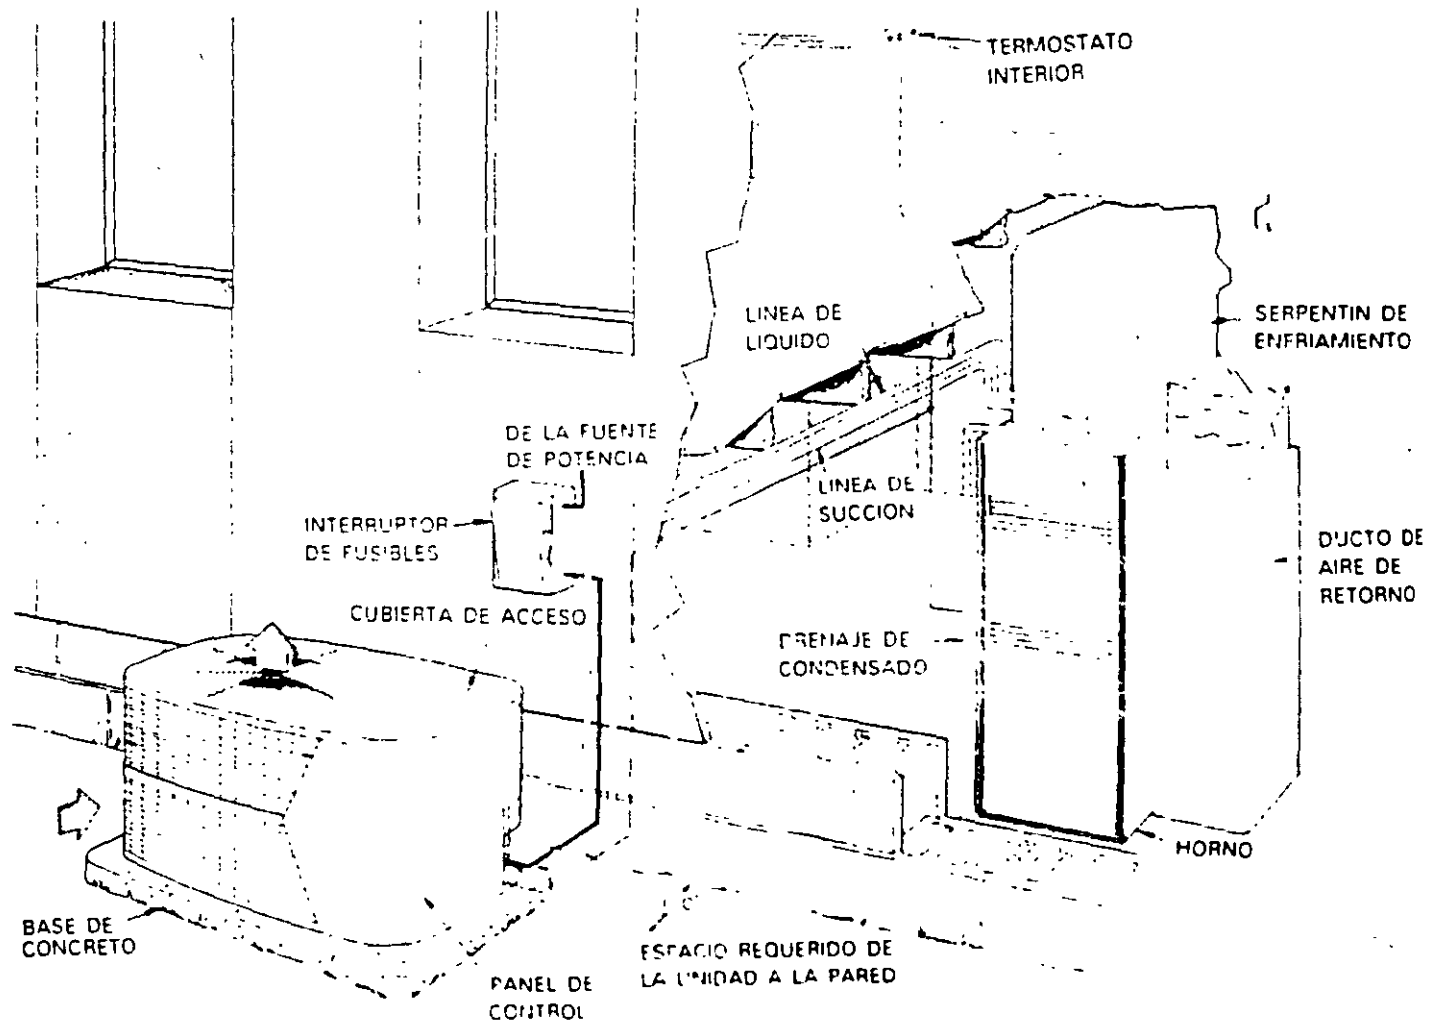 TERMOSTATO
INTERIOR
LINEA DE
LIQUIDO
SERPENTIN DE
ENFRIAMIENTO
DE LA FUENTE
DE POTENCIA
LINEA DE
SUCCION
INTERRUPTOR
DE FUSIBLES
DUCTO DE
AIRE DE
RETORNO
CUBIERTA DE ACCESO
DRENAJE DE
CONDENSADO
HORNO
BASE DE
CONCRETO
ESPACIO REQUERIDO DE
LA UNIDAD A LA PARED
PANEL DE
CONTROL